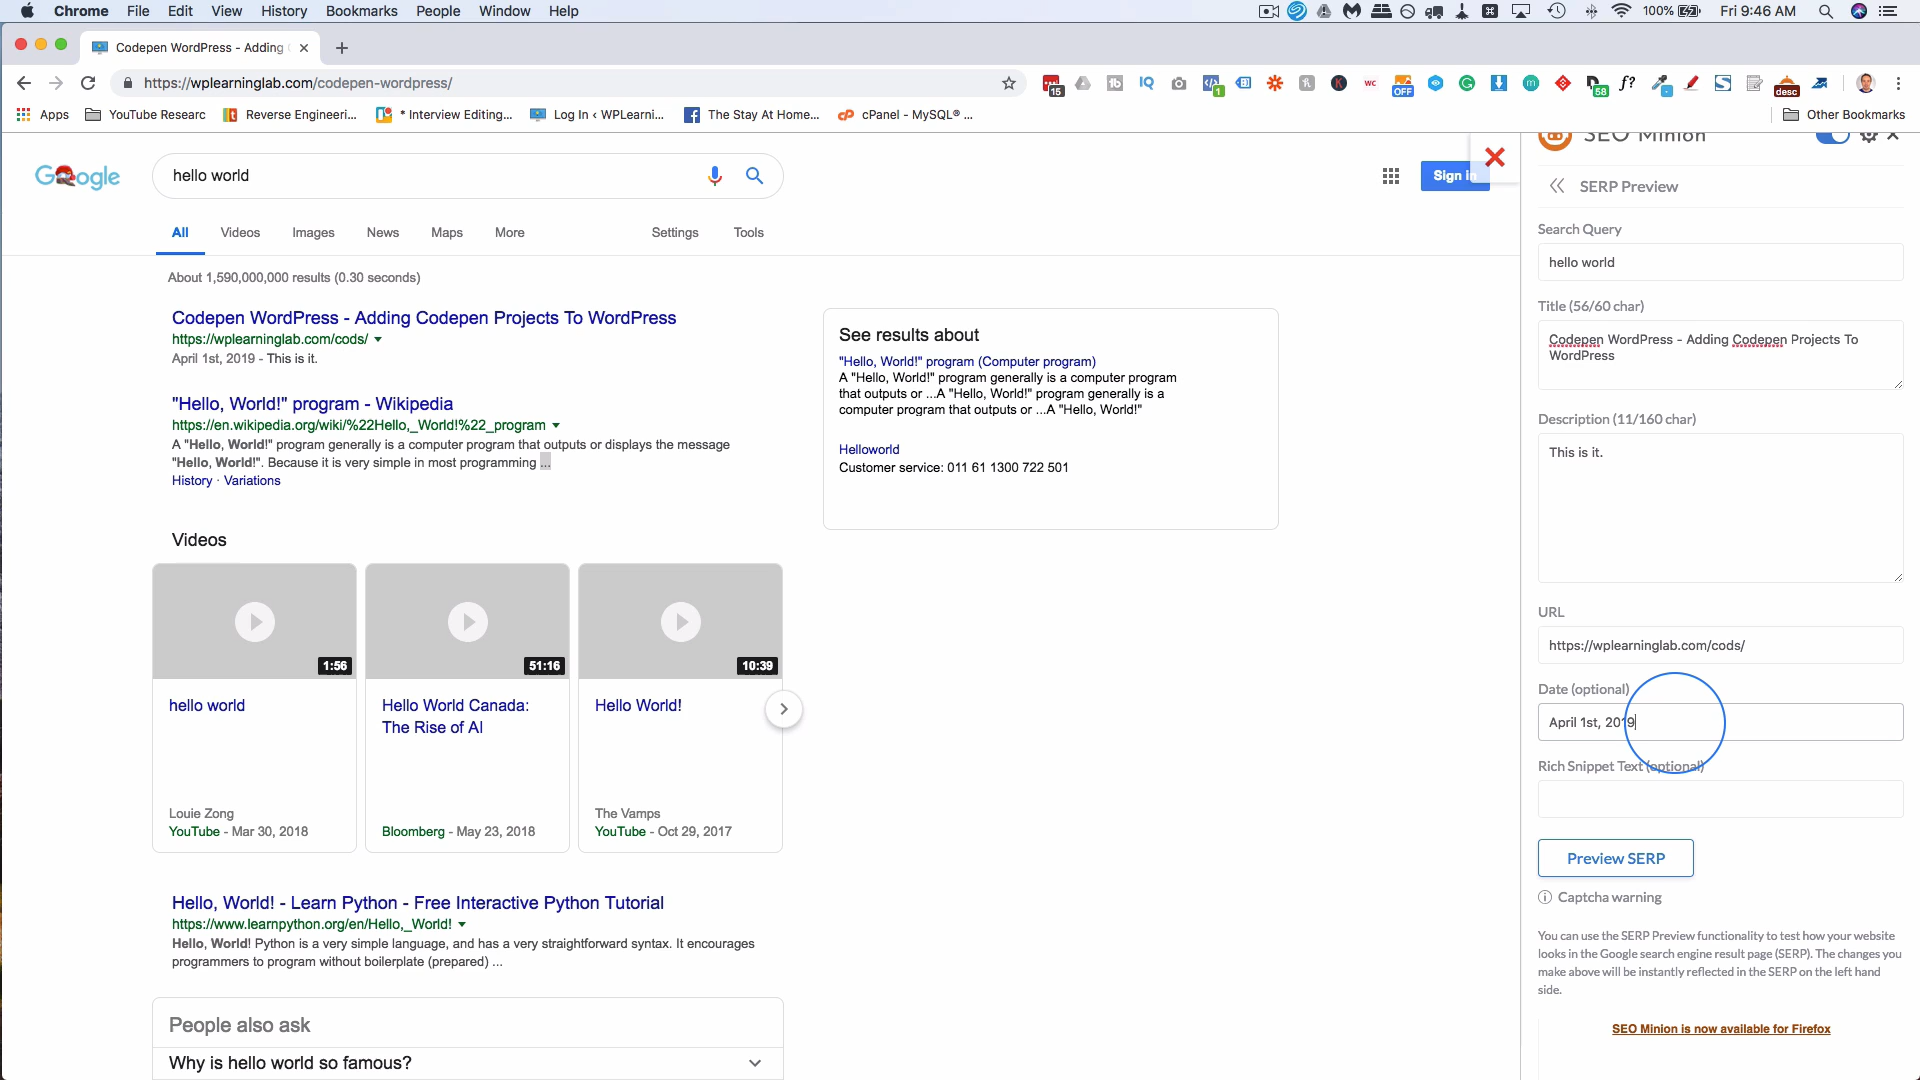 Chrome File Edit View History Bookmarks People Window Help
100% Fri 9:46 AM
Codepen WordPress - Adding
https://wplearninglab.com/codepen-wordpress/
15 IQ 1 wc OFF 58 f? desc
Apps YouTube Researc Reverse Engineeri... * Interview Editing... Log In ‹ WPLearni... The Stay At Home... cPanel - MySQL® ... Other Bookmarks
Google
hello world
Sign in
All Videos Images News Maps More Settings Tools
About 1,590,000,000 results (0.30 seconds)
Codepen WordPress - Adding Codepen Projects To WordPress
https://wplearninglab.com/cods/
April 1st, 2019 - This is it.
"Hello, World!" program - Wikipedia
https://en.wikipedia.org/wiki/%22Hello,_World!%22_program
A "Hello, World!" program generally is a computer program that outputs or displays the message
"Hello, World!". Because it is very simple in most programming ...
History · Variations
Videos
1:56
51:16
10:39
hello world
Hello World Canada:
The Rise of AI
Hello World!
Louie Zong
YouTube - Mar 30, 2018
Bloomberg - May 23, 2018
The Vamps
YouTube - Oct 29, 2017
Hello, World! - Learn Python - Free Interactive Python Tutorial
https://www.learnpython.org/en/Hello,_World!
Hello, World! Python is a very simple language, and has a very straightforward syntax. It encourages
programmers to program without boilerplate (prepared) ...
People also ask
Why is hello world so famous?
See results about
"Hello, World!" program (Computer program)
A "Hello, World!" program generally is a computer program
that outputs or ...A "Hello, World!" program generally is a
computer program that outputs or ...A "Hello, World!"
Helloworld
Customer service: 011 61 1300 722 501
SEO Minion
SERP Preview
Search Query
hello world
Title (56/60 char)
Codepen WordPress - Adding Codepen Projects To
WordPress
Description (11/160 char)
This is it.
URL
https://wplearninglab.com/cods/
Date (optional)
April 1st, 2019
Rich Snippet Text (optional)
Preview SERP
Captcha warning
You can use the SERP Preview functionality to test how your website
looks in the Google search engine result page (SERP). The changes you
make above will be instantly reflected in the SERP on the left hand
side.
SEO Minion is now available for Firefox